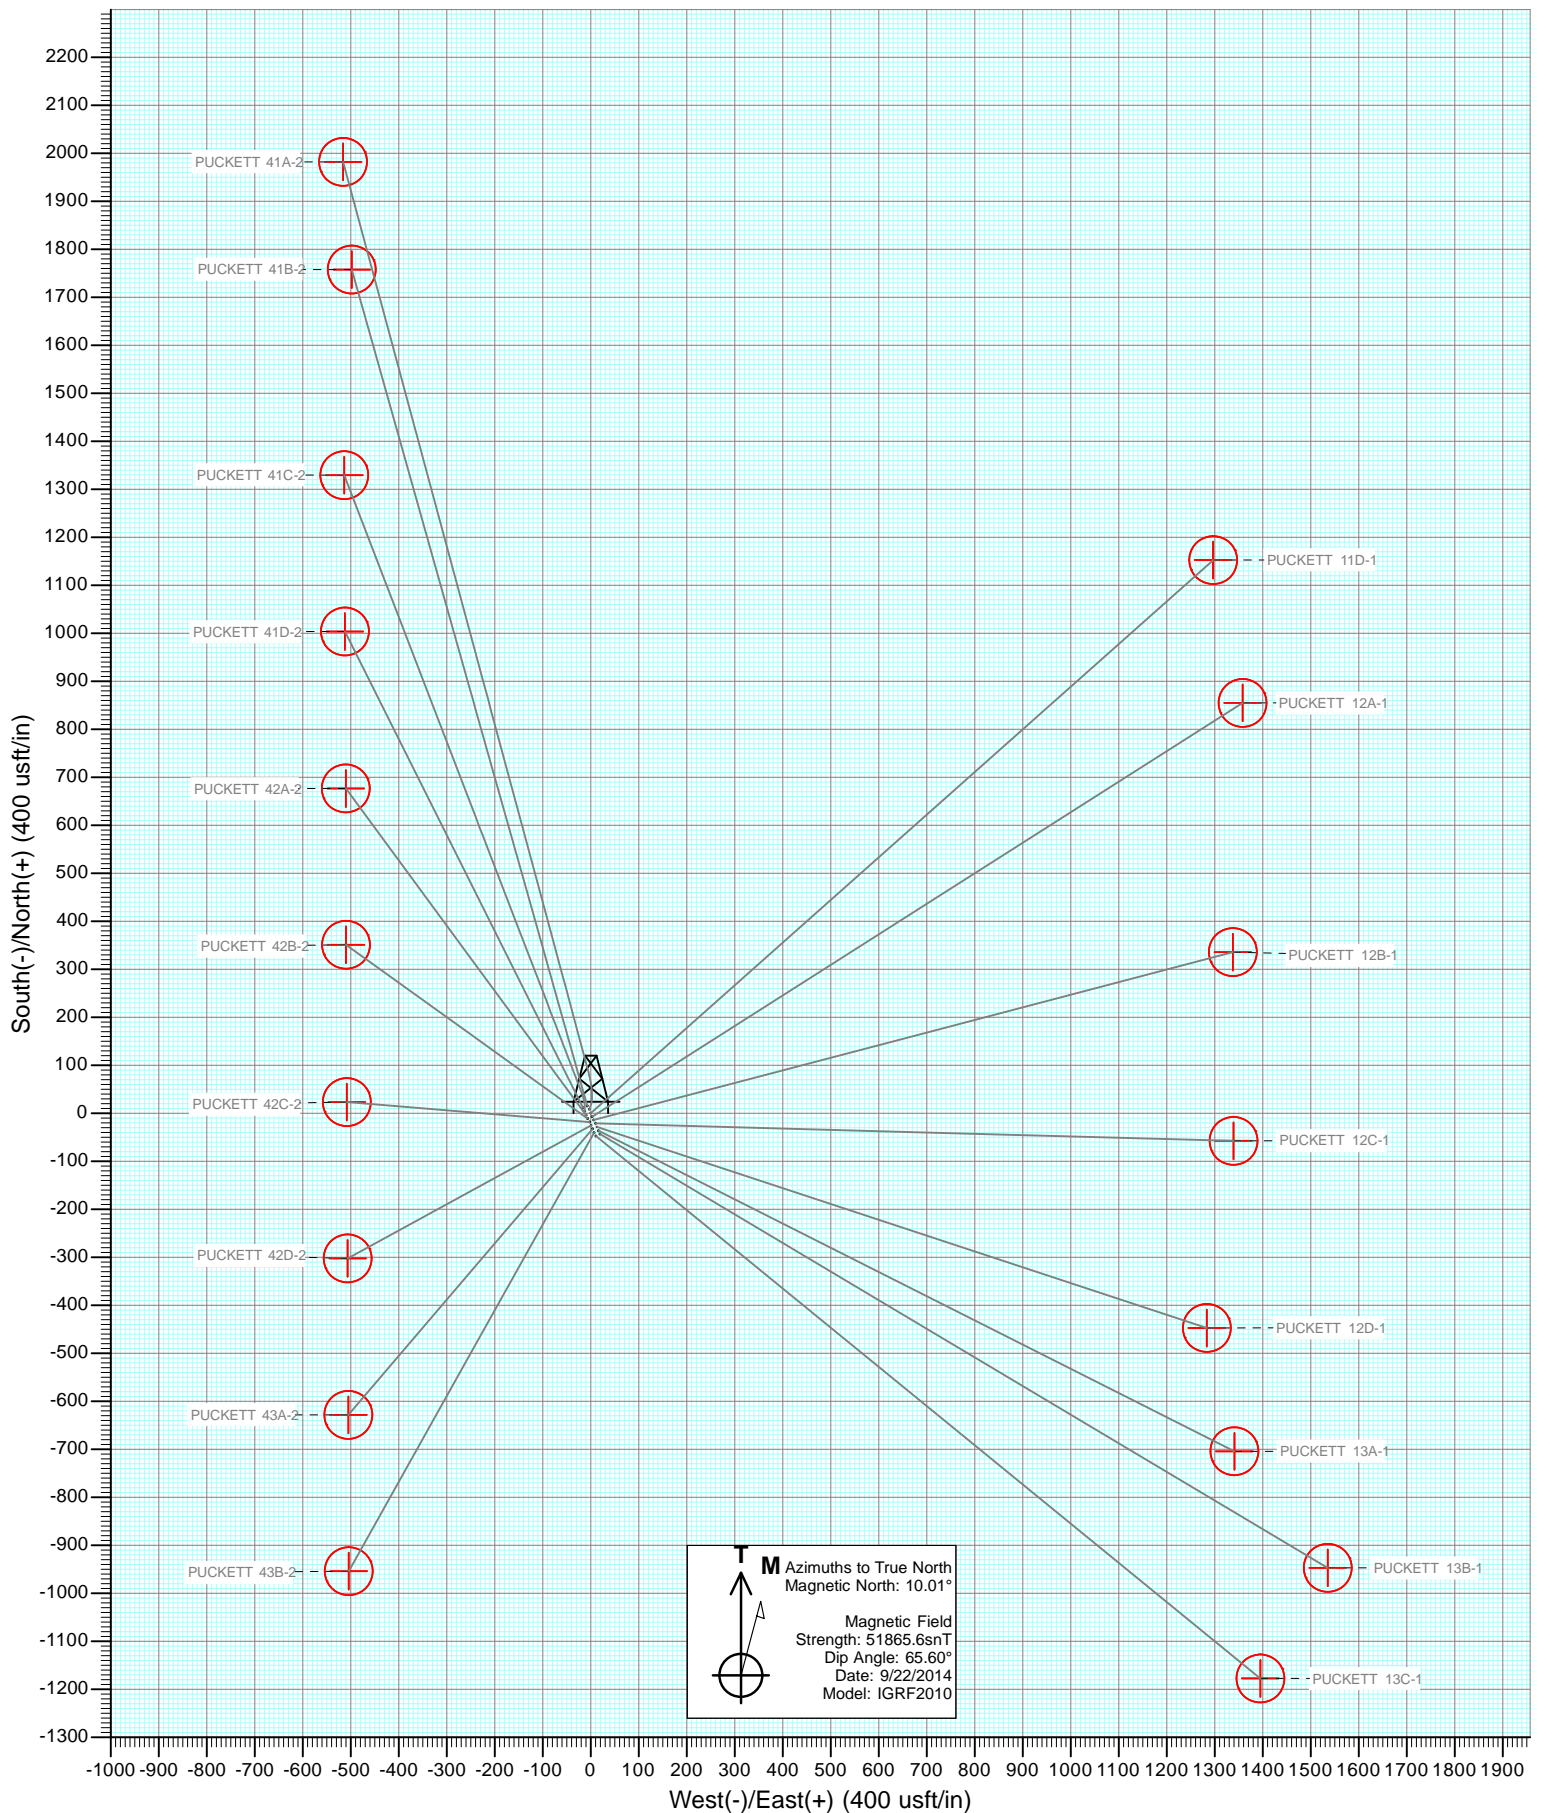 2200
2100
2000
1900
1800
1700
1600
1500
1400
1300
1200
1100
1000
900
800
700
600
500
400
300
200
100
0
-100
-200
-300
-400
-500
-600
-700
-800
-900
-1000
-1100
-1200
-1300
South(-)/North(+) (400 usft/in)
PUCKETT 41A-2
PUCKETT 41B-2
PUCKETT 41C-2
PUCKETT 41D-2
PUCKETT 42A-2
PUCKETT 42B-2
PUCKETT 42C-2
PUCKETT 42D-2
PUCKETT 43A-2
PUCKETT 43B-2
PUCKETT 11D-1
PUCKETT 12A-1
PUCKETT 12B-1
PUCKETT 12C-1
PUCKETT 12D-1
PUCKETT 13A-1
PUCKETT 13B-1
PUCKETT 13C-1
T
M
Azimuths to True North
Magnetic North: 10.01°
Magnetic Field
Strength: 51865.6snT
Dip Angle: 65.60°
Date: 9/22/2014
Model: IGRF2010
-1000 -900 -800 -700 -600 -500 -400 -300 -200 -100 0 100 200 300 400 500 600 700 800 900 1000 1100 1200 1300 1400 1500 1600 1700 1800 1900
West(-)/East(+) (400 usft/in)